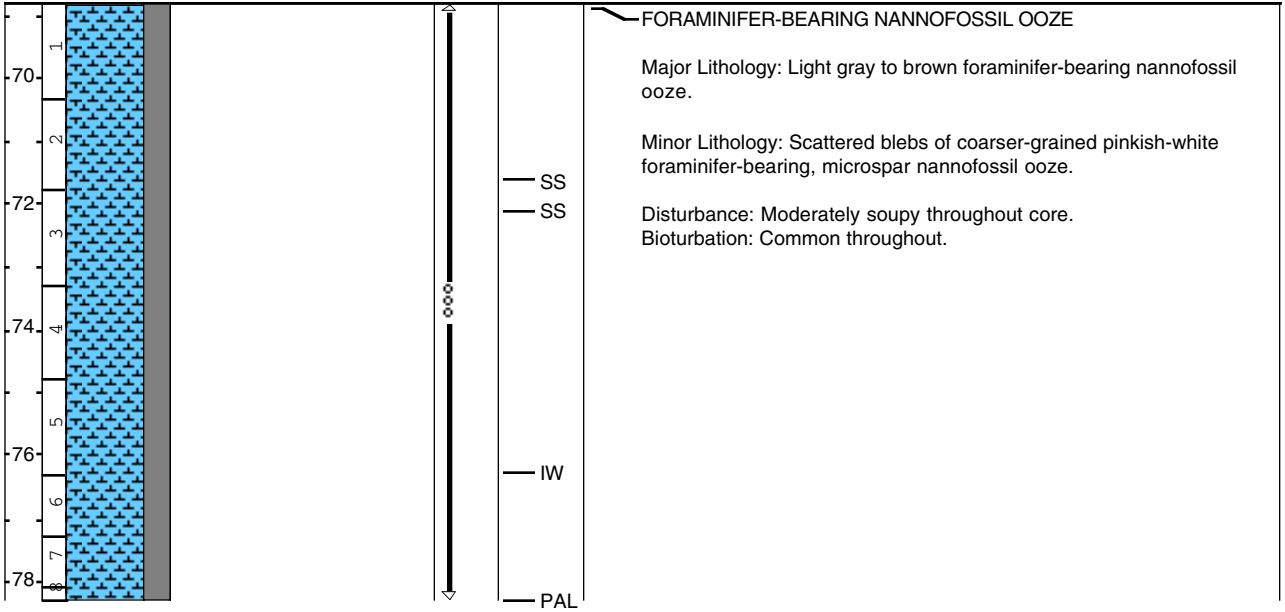 FORAMINIFER-BEARING NANNOFOSSIL OOZE
Major Lithology: Light gray to brown foraminifer-bearing nannofossil
ooze.
Minor Lithology: Scattered blebs of coarser-grained pinkish-white
foraminifer-bearing, microspar nannofossil ooze.
Disturbance: Moderately soupy throughout core.
Bioturbation: Common throughout.
1
70
2
SS
72
SS
3
74
4
5
76
IW
6
7
78
8
PAL